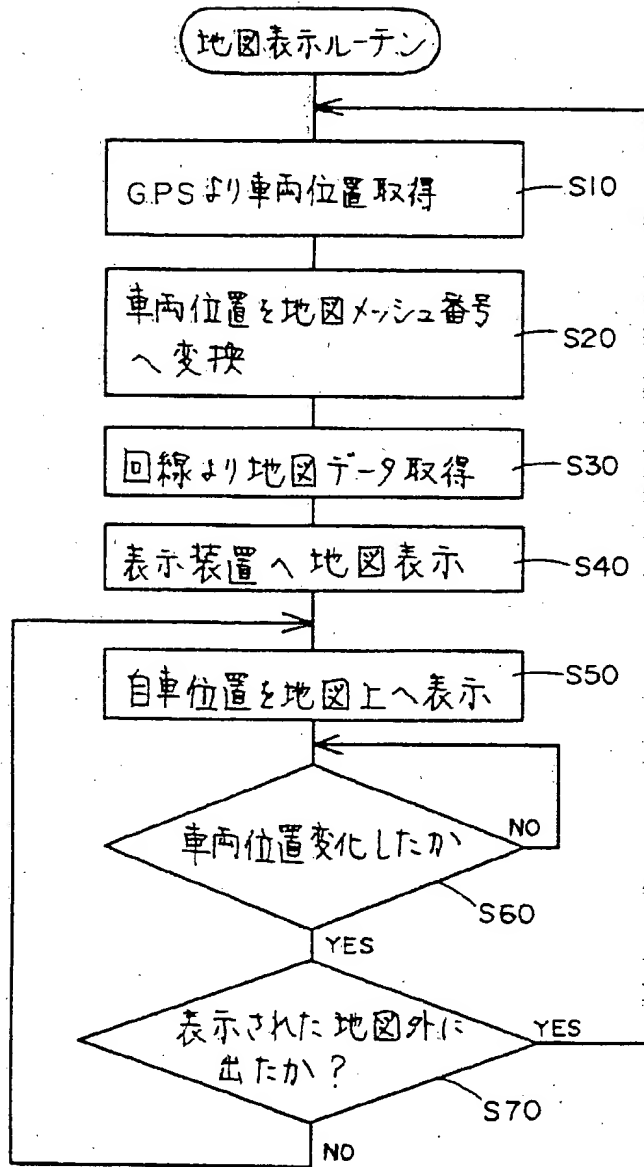 地図表示ルーチン
GPSより車両位置取得
S10
車両位置を地図メッシュ番号
へ変換
S20
回線より地図データ取得
S30
表示装置へ地図表示
S40
自車位置を地図上へ表示
S50
車両位置変化したか
NO
S60
YES
表示された地図外に
出たか?
YES
S70
NO